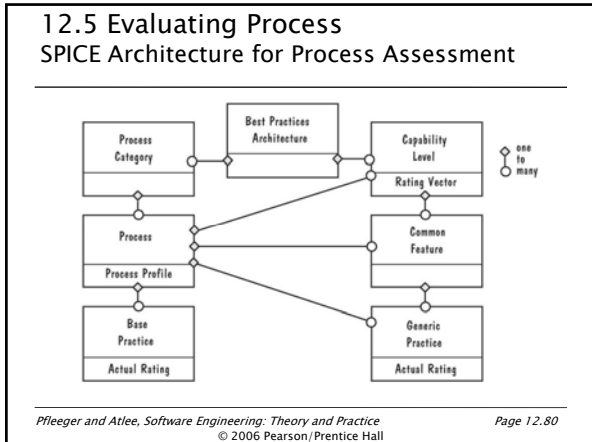 12.5 Evaluating Process
SPICE Architecture for Process Assessment
Best Practices
Architecture
Process
Category
Capability
Level
Rating Vector
one
to
many
Process
Process Profile
Common
Feature
Base
Practice
Actual Rating
Generic
Practice
Actual Rating
Pfleeger and Atlee, Software Engineering: Theory and Practice
Page 12.80
© 2006 Pearson/Prentice Hall